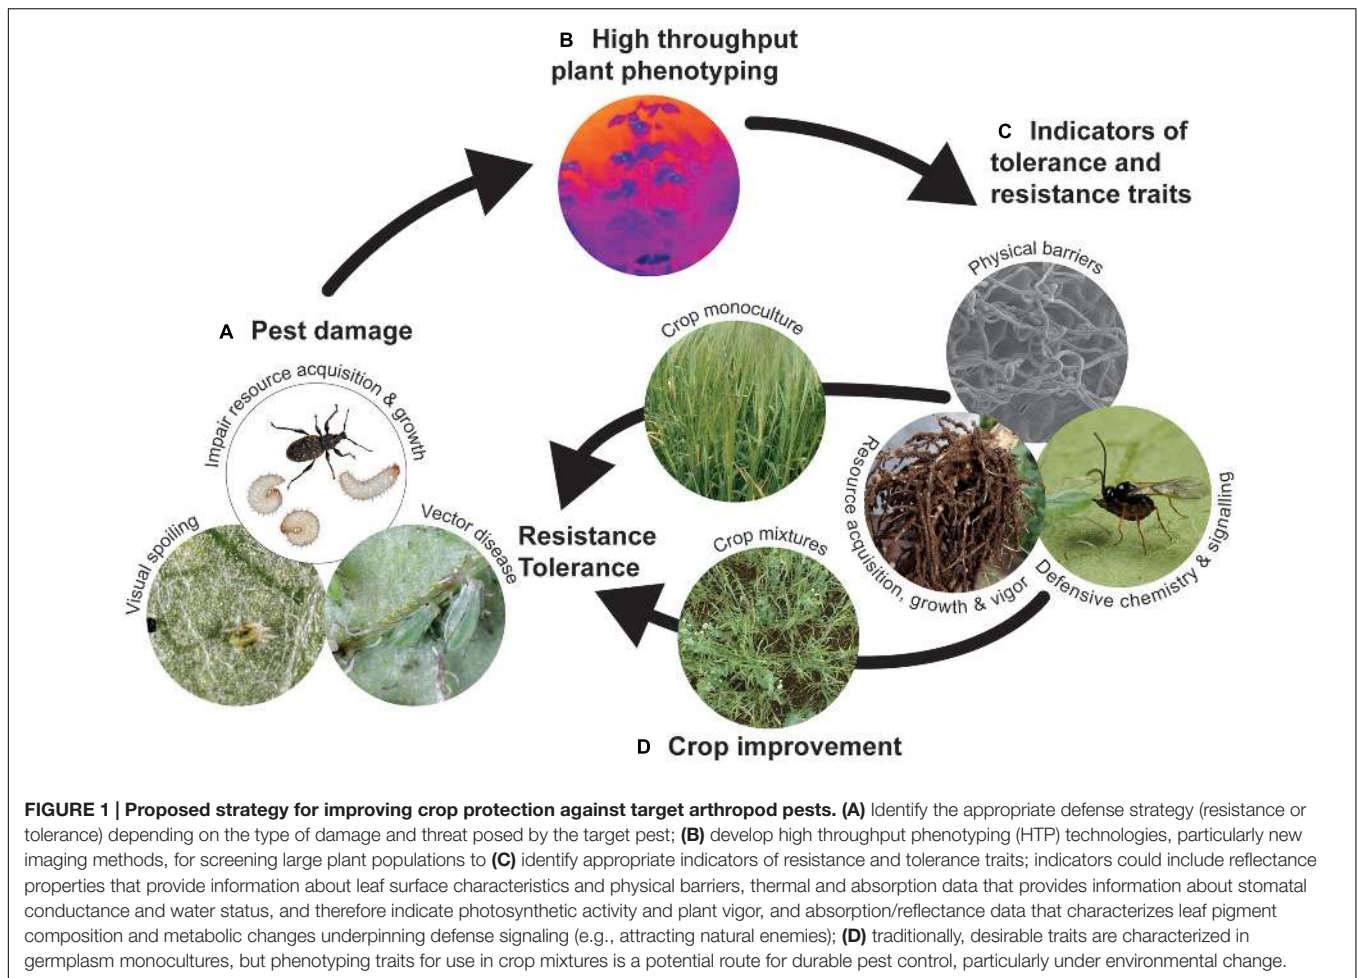 B High throughput
plant phenotyping
C Indicators of
tolerance and
resistance traits
Physical barriers
Crop monoculture
A Pest damage
Impair resource acquisition & growth
Visual spoiling
Vector disease
Resistance
Tolerance
Crop mixtures
Resource acquisition, growth & vigor
Defensive chemistry & signalling
D Crop improvement
FIGURE 1 | Proposed strategy for improving crop protection against target arthropod pests. (A) Identify the appropriate defense strategy (resistance or
tolerance) depending on the type of damage and threat posed by the target pest; (B) develop high throughput phenotyping (HTP) technologies, particularly new
imaging methods, for screening large plant populations to (C) identify appropriate indicators of resistance and tolerance traits; indicators could include reflectance
properties that provide information about leaf surface characteristics and physical barriers, thermal and absorption data that provides information about stomatal
conductance and water status, and therefore indicate photosynthetic activity and plant vigor, and absorption/reflectance data that characterizes leaf pigment
composition and metabolic changes underpinning defense signaling (e.g., attracting natural enemies); (D) traditionally, desirable traits are characterized in
germplasm monocultures, but phenotyping traits for use in crop mixtures is a potential route for durable pest control, particularly under environmental change.